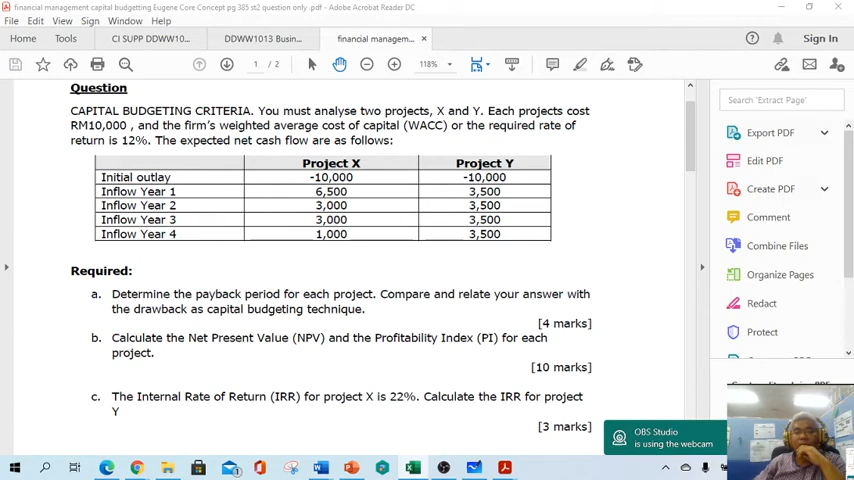 financial management capital budgetting Eugene Core Concept pg 385 st2 question only .pdf - Adobe Acrobat Reader DC
File Edit View Sign Window Help
Home Tools CI SUPP DDWW10... DDWW1013 Busin... financial managem... × Sign In
1 / 2 118%
Question
CAPITAL BUDGETING CRITERIA. You must analyse two projects, X and Y. Each projects cost
RM10,000 , and the firm's weighted average cost of capital (WACC) or the required rate of
return is 12%. The expected net cash flow are as follows:
Project X Project Y
Initial outlay -10,000 -10,000
Inflow Year 1 6,500 3,500
Inflow Year 2 3,000 3,500
Inflow Year 3 3,000 3,500
Inflow Year 4 1,000 3,500
Required:
a. Determine the payback period for each project. Compare and relate your answer with
the drawback as capital budgeting technique.
[4 marks]
b. Calculate the Net Present Value (NPV) and the Profitability Index (PI) for each
project.
[10 marks]
c. The Internal Rate of Return (IRR) for project X is 22%. Calculate the IRR for project
Y
[3 marks]
Search 'Extract Page'
Export PDF
Edit PDF
Create PDF
Comment
Combine Files
Organize Pages
Redact
Protect
OBS Studio
is using the webcam